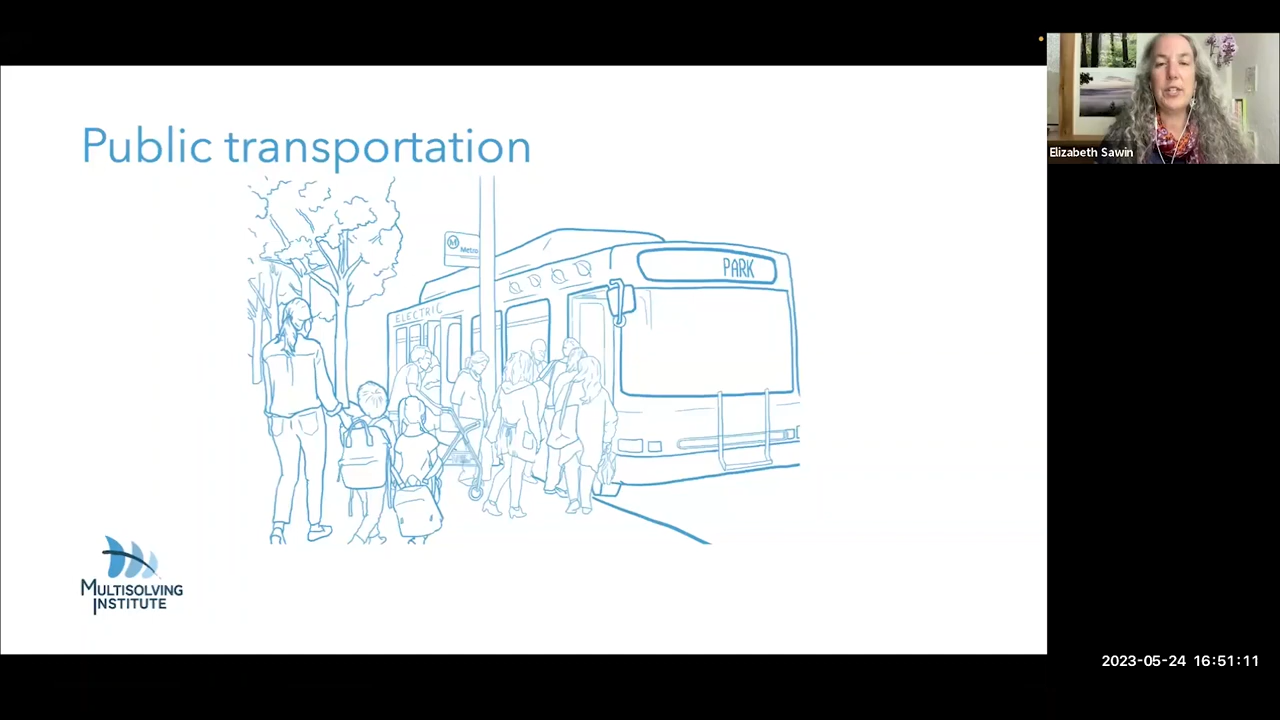 Public transportation
Elizabeth Sawin
M
Metro
PARK
ELECTRIC
MULTISOLVING
INSTITUTE
2023-05-24 16:51:11